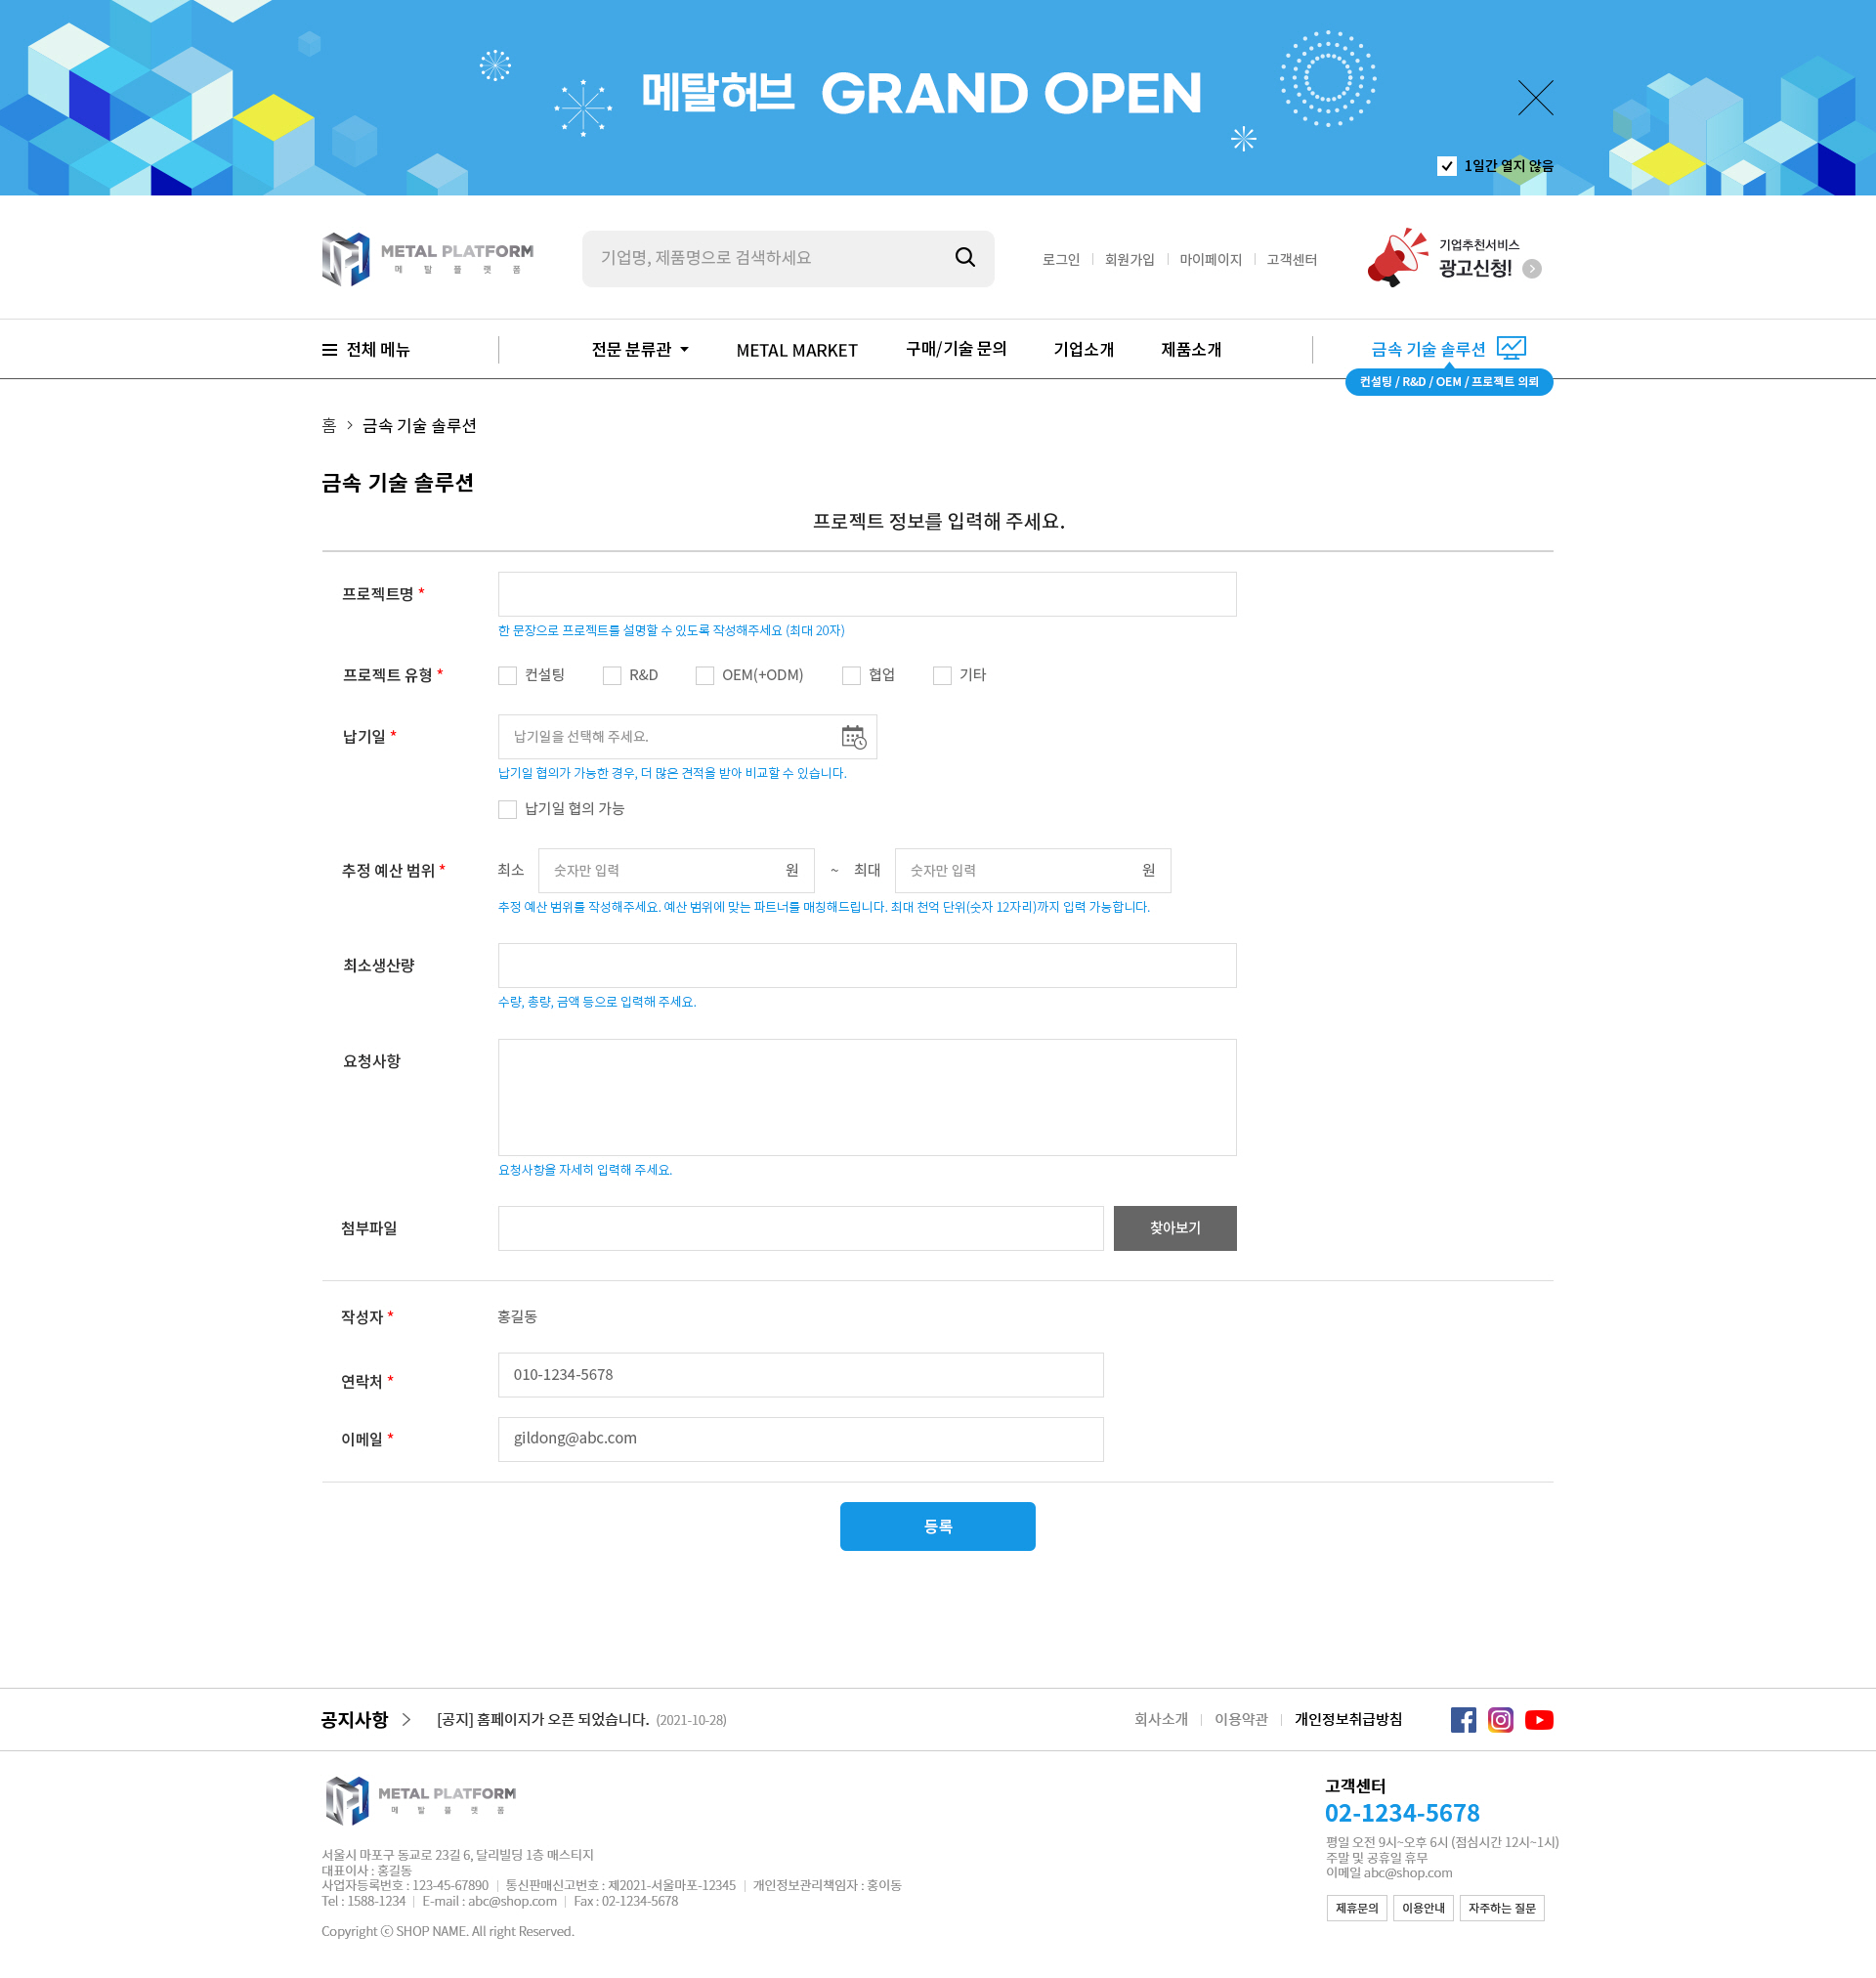 메탈허브 GRAND OPEN
1일간 열지 않음
METAL PLATFORM
메 탈 플 랫 폼
기업명, 제품명으로 검색하세요
로그인 회원가입 마이페이지 고객센터
기업추천서비스
광고신청!
전체 메뉴 전문 분류관 METAL MARKET 구매/기술 문의 기업소개 제품소개 금속 기술 솔루션
컨설팅 / R&D / OEM / 프로젝트 의뢰
홈 > 금속 기술 솔루션
금속 기술 솔루션
프로젝트 정보를 입력해 주세요.
프로젝트명 *
한 문장으로 프로젝트를 설명할 수 있도록 작성해주세요 (최대 20자)
프로젝트 유형 * 컨설팅 R&D OEM(+ODM) 협업 기타
납기일 * 납기일을 선택해 주세요.
납기일 협의가 가능한 경우, 더 많은 견적을 받아 비교할 수 있습니다.
납기일 협의 가능
추정 예산 범위 * 최소 숫자만 입력 원 ~ 최대 숫자만 입력 원
추정 예산 범위를 작성해주세요. 예산 범위에 맞는 파트너를 매칭해드립니다. 최대 천억 단위(숫자 12자리)까지 입력 가능합니다.
최소생산량
수량, 총량, 금액 등으로 입력해 주세요.
요청사항
요청사항을 자세히 입력해 주세요.
첨부파일 찾아보기
작성자 * 홍길동
연락처 * 010-1234-5678
이메일 * gildong@abc.com
등록
공지사항 [공지] 홈페이지가 오픈 되었습니다. (2021-10-28) 회사소개 이용약관 개인정보취급방침
METAL PLATFORM
메 탈 플 랫 폼
서울시 마포구 동교로 23길 6, 달리빌딩 1층 매스티지
대표이사 : 홍길동
사업자등록번호 : 123-45-67890 통신판매신고번호 : 제2021-서울마포-12345 개인정보관리책임자 : 홍이동
Tel : 1588-1234 E-mail : abc@shop.com Fax : 02-1234-5678
Copyright ⓒ SHOP NAME. All right Reserved.
고객센터
02-1234-5678
평일 오전 9시~오후 6시 (점심시간 12시~1시)
주말 및 공휴일 휴무
이메일 abc@shop.com
제휴문의 이용안내 자주하는 질문